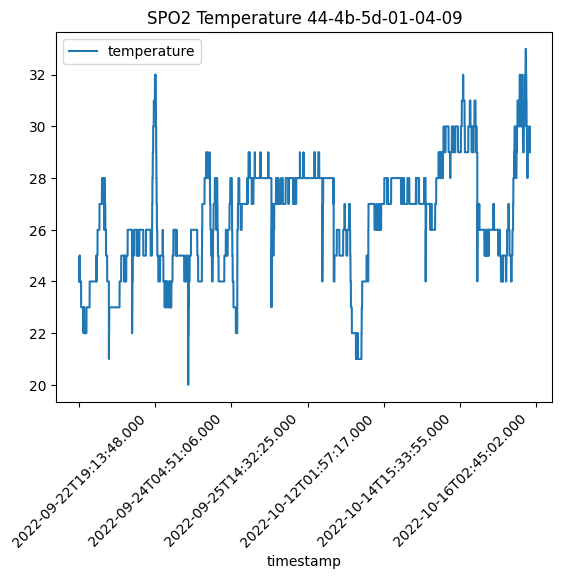 SPO2 Temperature 44-4b-5d-01-04-09
temperature
32
30
28
26
24
22
20
2022-09-22T19:13:48.000
2022-09-24T04:51:06.000
2022-09-25T14:32:25.000
2022-10-12T01:57:17.000
2022-10-14T15:33:55.000
2022-10-16T02:45:02.000
timestamp